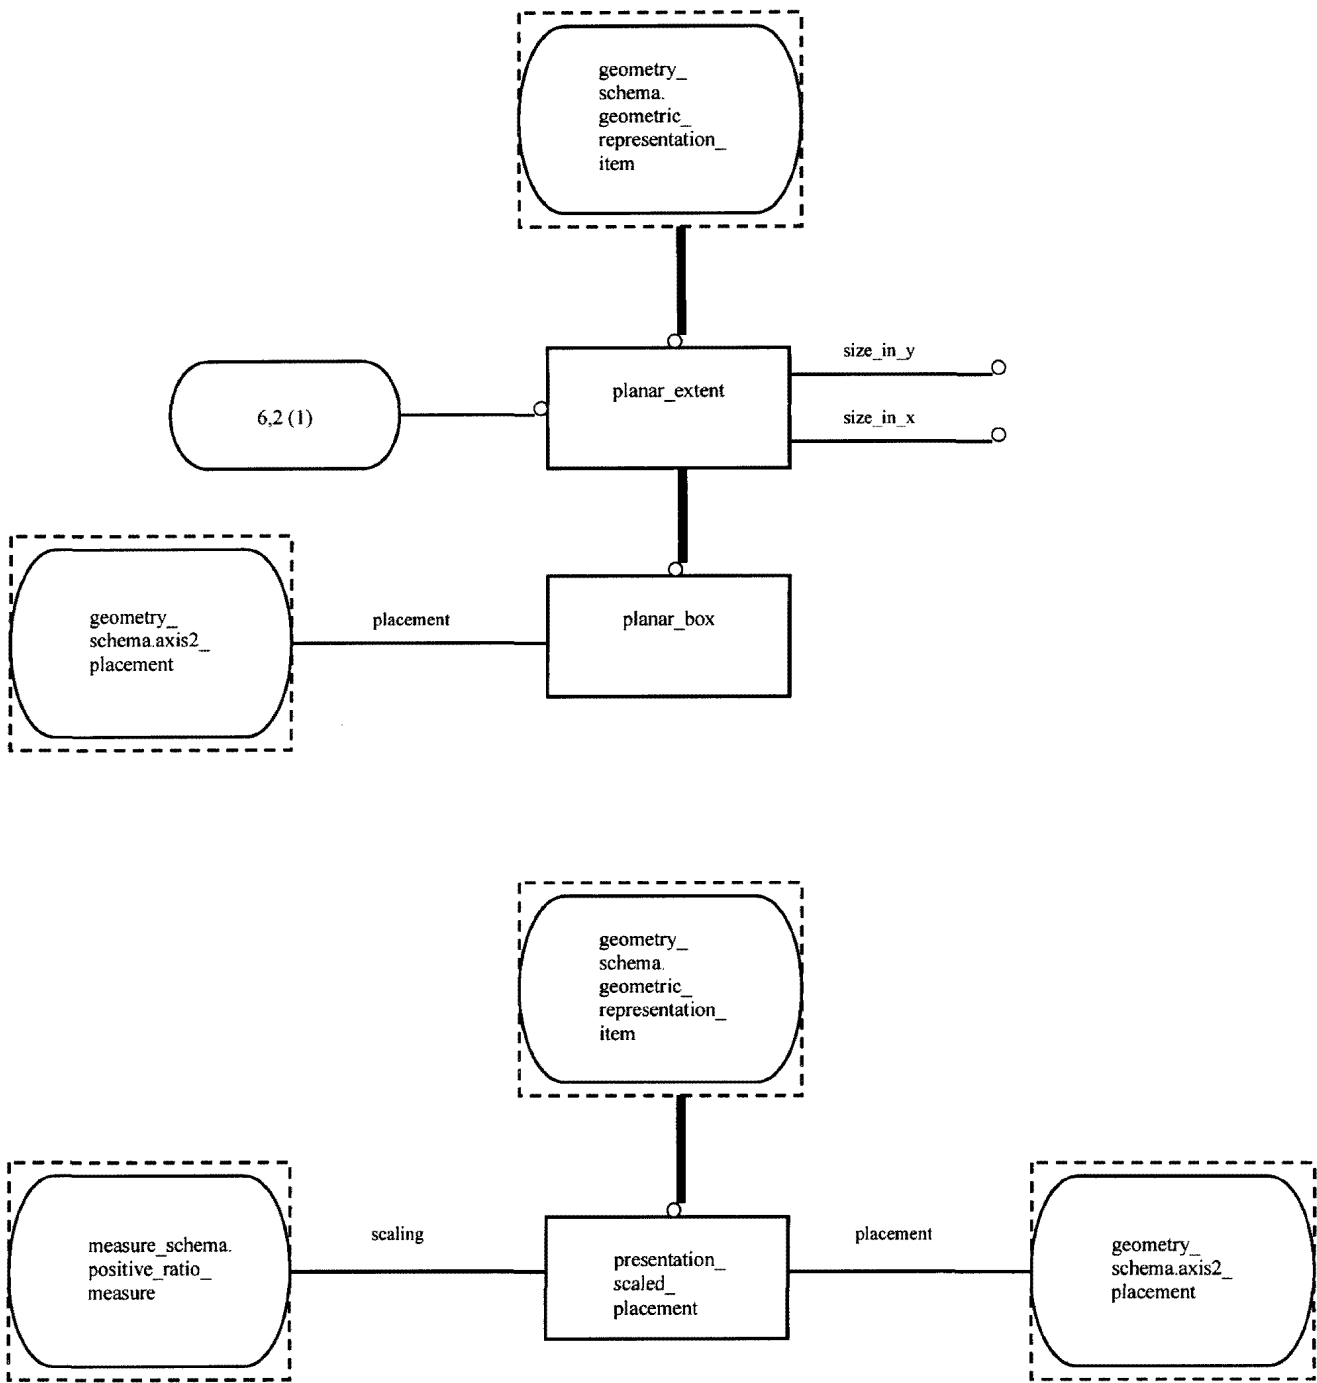 geometry_
schema.
geometric_
representation_
item
size_in_y
planar_extent
6,2 (1)
size_in_x
geometry_
schema.axis2_
placement
placement
planar_box
geometry_
schema.
geometric_
representation_
item
measure_schema.
positive_ratio_
measure
scaling
presentation_
scaled_
placement
placement
geometry_
schema.axis2_
placement